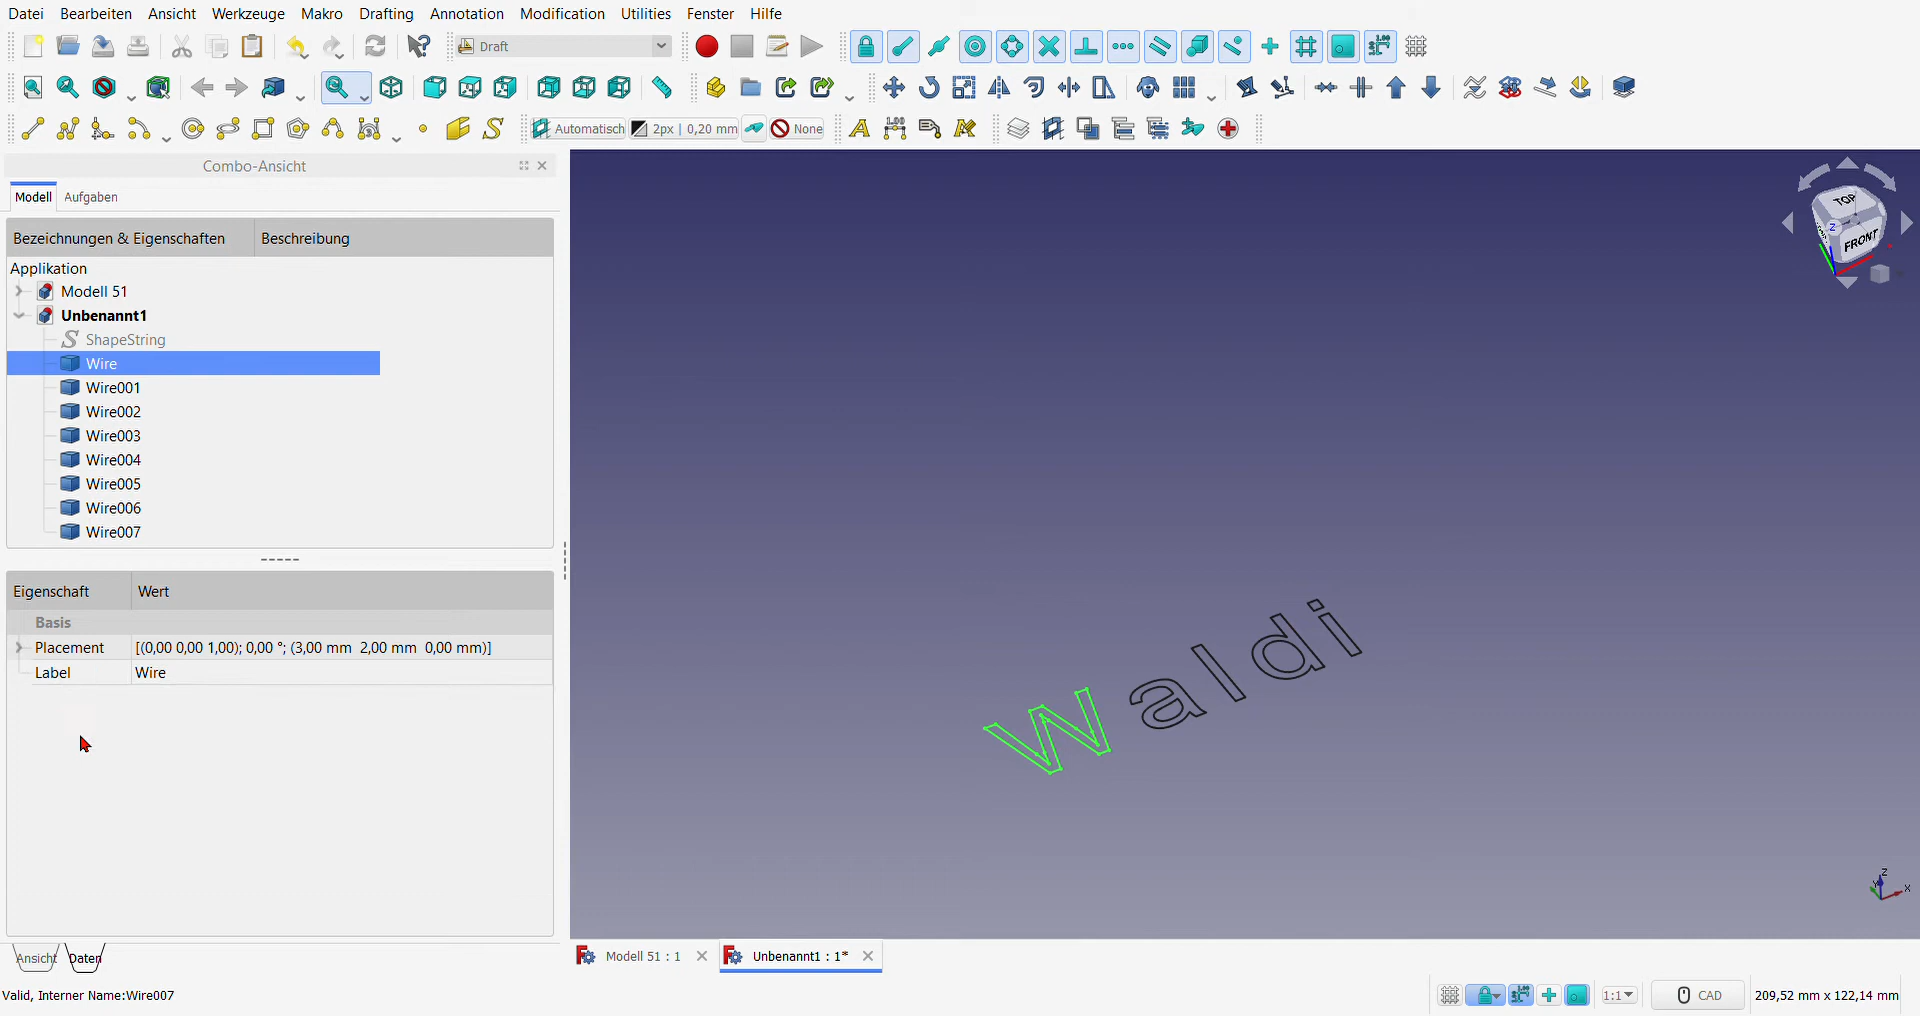 Datei Bearbeiten Ansicht Werkzeuge Makro Drafting Annotation Modification Utilities Fenster Hilfe
Draft
Automatisch 2px | 0,20 mm None
Combo-Ansicht
Modell Aufgaben
Bezeichnungen & Eigenschaften Beschreibung
Applikation
Modell 51
Unbenannt1
ShapeString
Wire
Wire001
Wire002
Wire003
Wire004
Wire005
Wire006
Wire007
Eigenschaft Wert
Basis
Placement [(0,00 0,00 1,00); 0,00 °; (3,00 mm 2,00 mm 0,00 mm)]
Label Wire
Ansicht Daten
TOP
FRONT
Z
Waldi
Z
Y
X
Modell 51 : 1 Unbenannt1 : 1*
Valid, Interner Name:Wire007
1:1 CAD 209,52 mm x 122,14 mm